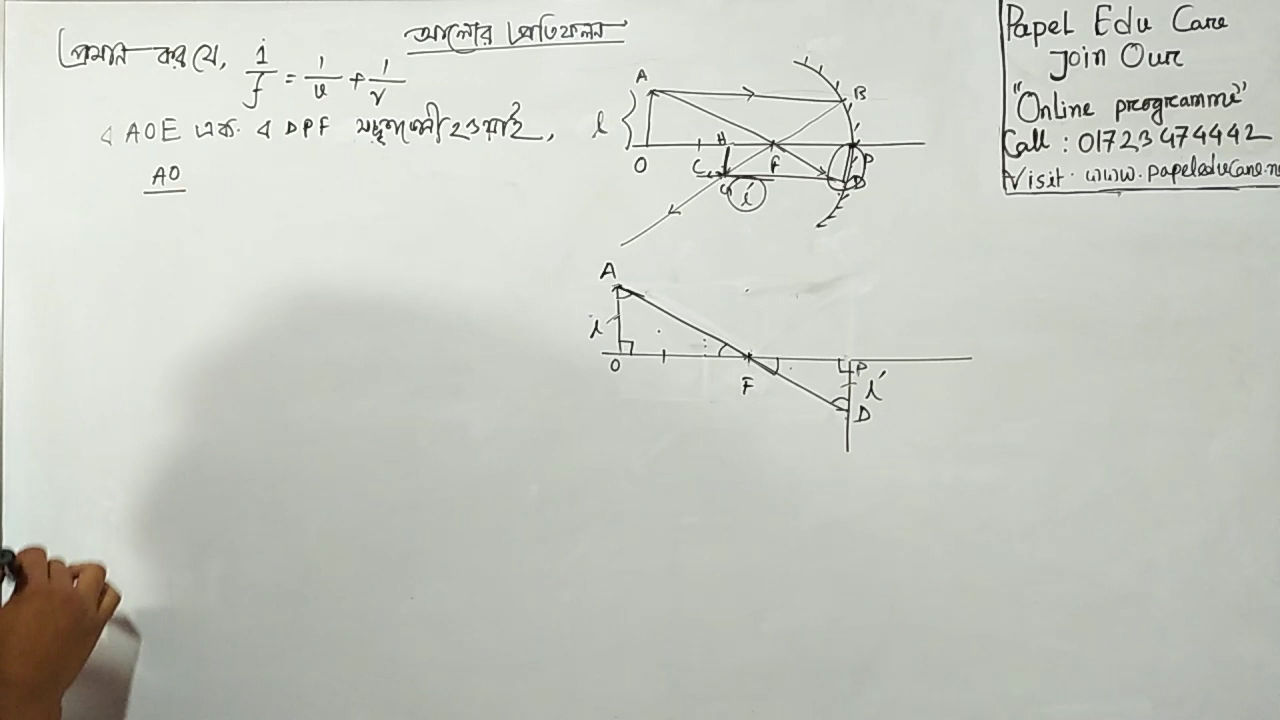 আলোর প্রতিফলন
প্রমান কর যে, 1/f = 1/u + 1/v
Δ AOE এবং Δ DPF সদৃশকোনী হওয়ায়,
AO
A
B
l
H
O
C
F
P
G
D
l'
A
l
O
F
P
l'
D
Papel Edu Care
Join Our
"Online programme"
Call : 01723474442
Visit www.papeleducare.ne